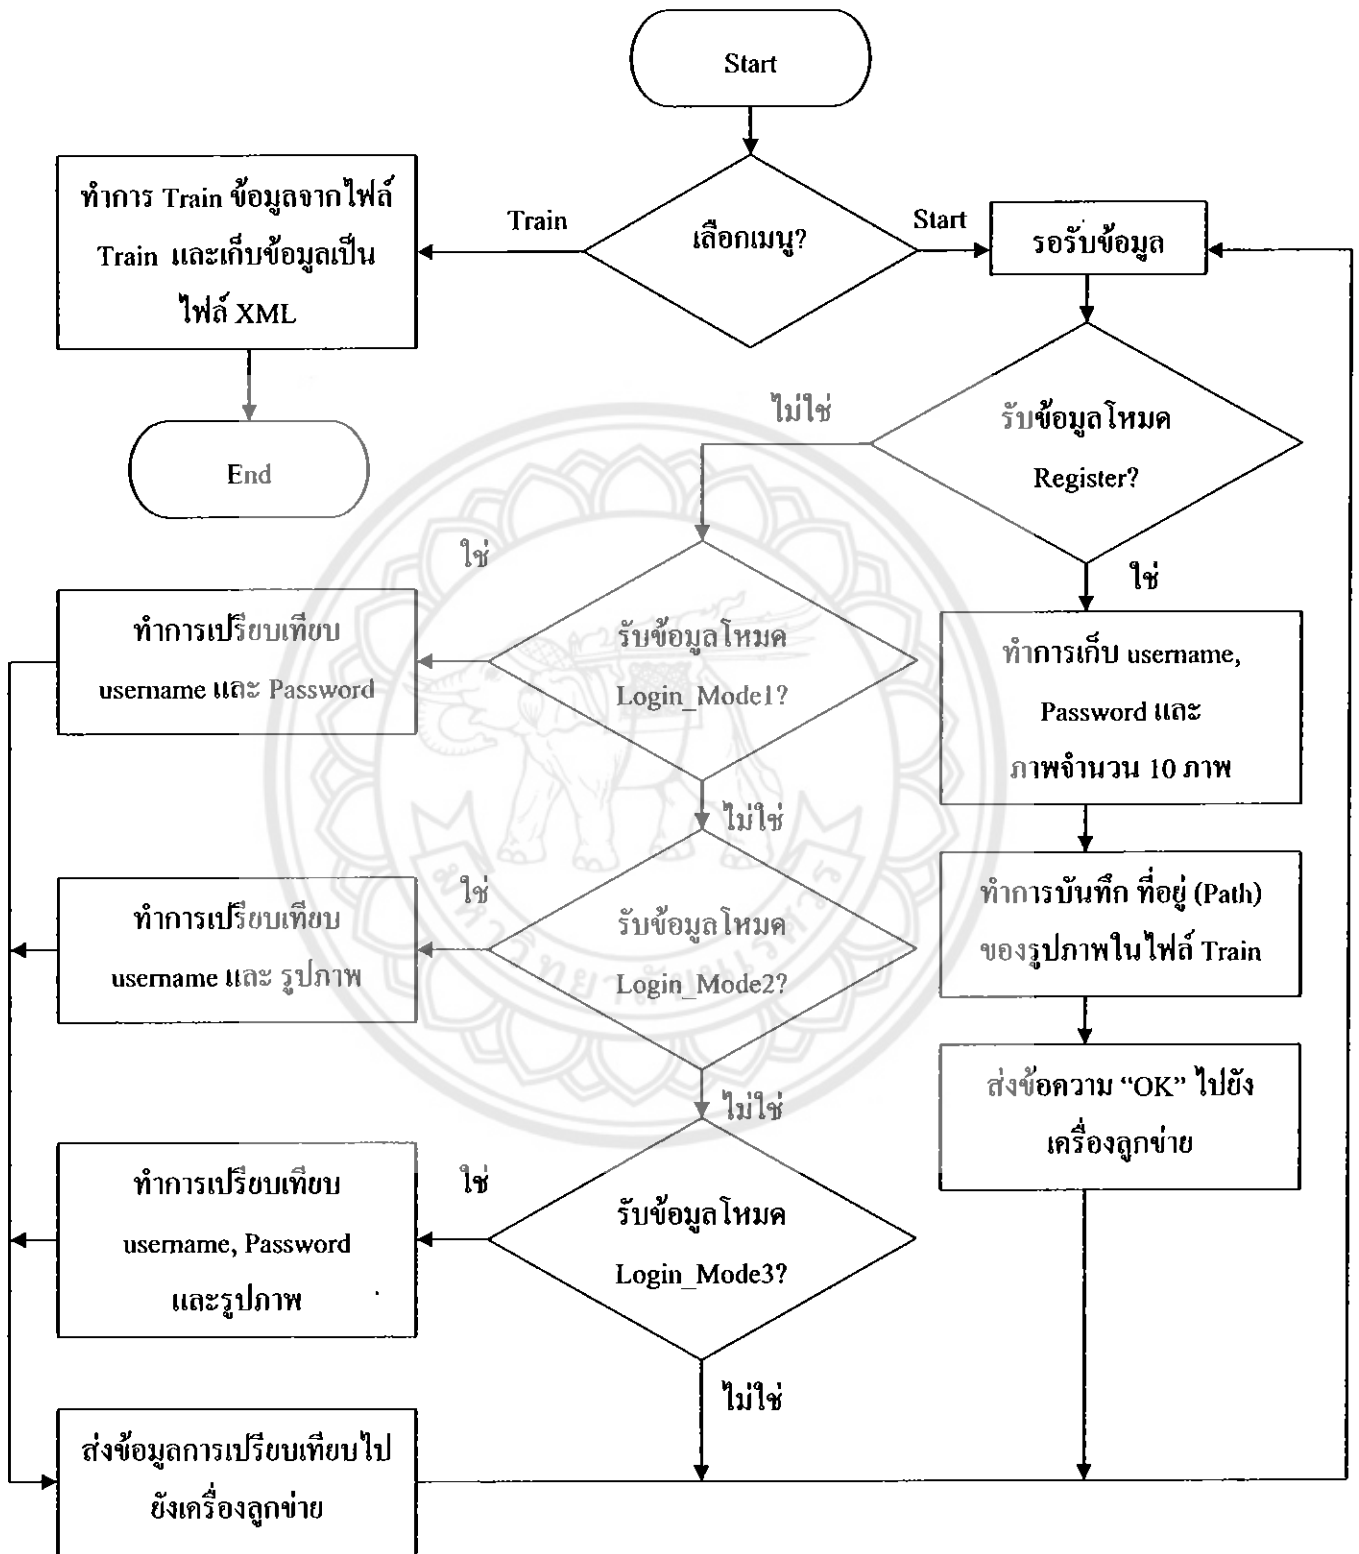 Start
เลือกเมนู?
Train
Start
ทำการ Train ข้อมูลจากไฟล์
Train และเก็บข้อมูลเป็น
ไฟล์ XML
End
รอรับข้อมูล
รับข้อมูลโหมด
Register?
ไม่ใช่
ใช่
ทำการเก็บ username,
Password และ
ภาพจำนวน 10 ภาพ
ทำการบันทึก ที่อยู่ (Path)
ของรูปภาพในไฟล์ Train
ส่งข้อความ “OK” ไปยัง
เครื่องลูกข่าย
รับข้อมูลโหมด
Login_Mode1?
ใช่
ทำการเปรียบเทียบ
username และ Password
ไม่ใช่
รับข้อมูลโหมด
Login_Mode2?
ใช่
ทำการเปรียบเทียบ
username และ รูปภาพ
ไม่ใช่
รับข้อมูลโหมด
Login_Mode3?
ใช่
ทำการเปรียบเทียบ
username, Password
และรูปภาพ
ไม่ใช่
ส่งข้อมูลการเปรียบเทียบไป
ยังเครื่องลูกข่าย
มหาวิทยาลัยนเรศวร